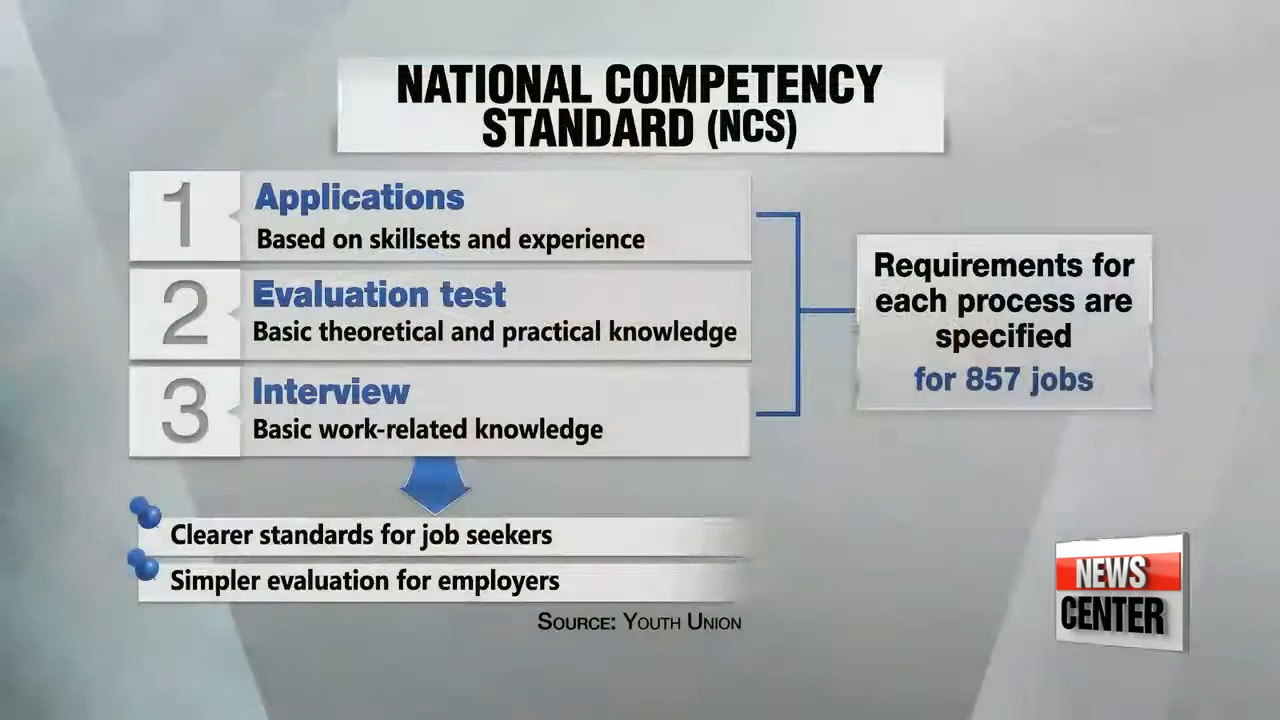 NATIONAL COMPETENCY
STANDARD (NCS)
1
Applications
Based on skillsets and experience
2
Evaluation test
Basic theoretical and practical knowledge
3
Interview
Basic work-related knowledge
Requirements for
each process are
specified
for 857 jobs
Clearer standards for job seekers
Simpler evaluation for employers
SOURCE: YOUTH UNION
NEWS
CENTER